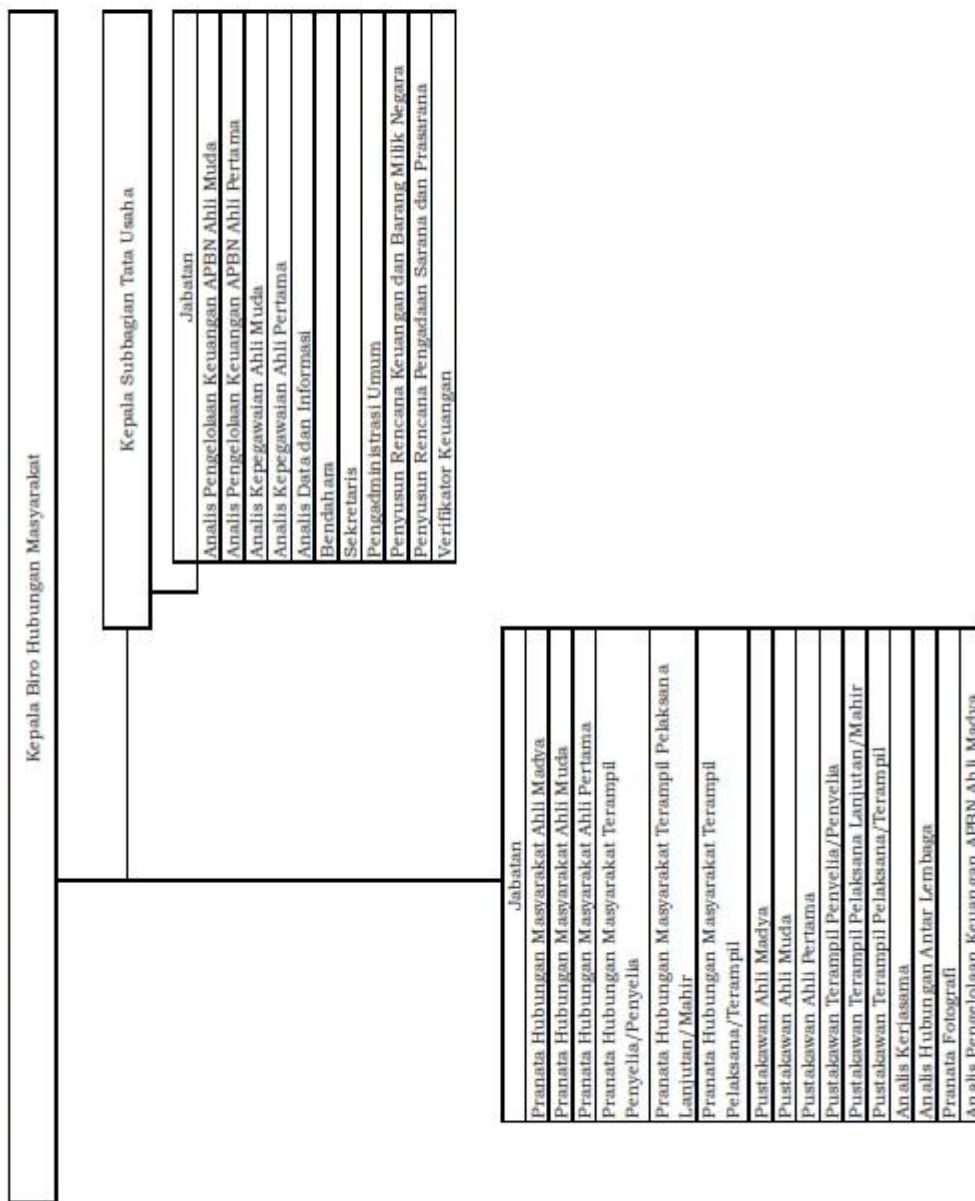 Kepala Biro Hubungan Masyarakat
Kepala Subbagian Tata Usaha
Jabatan
Analis Pengelolaan Keuangan APBN Ahli Muda
Analis Pengelolaan Keuangan APBN Ahli Pertama
Analis Kepegawaian Ahli Muda
Analis Kepegawaian Ahli Pertama
Analis Data dan Informasi
Bendahara
Sekretaris
Pengadministrasi Umum
Penyusun Rencana Keuangan dan Barang Milik Negara
Penyusun Rencana Pengadaan Sarana dan Prasarana
Verifikator Keuangan
Jabatan
Pranata Hubungan Masyarakat Ahli Madya
Pranata Hubungan Masyarakat Ahli Muda
Pranata Hubungan Masyarakat Ahli Pertama
Pranata Hubungan Masyarakat Terampil
Penyelia/Penyelia
Pranata Hubungan Masyarakat Terampil Pelaksana
Lanjutan/Mahir
Pranata Hubungan Masyarakat Terampil
Pelaksana/Terampil
Pustakawan Ahli Madya
Pustakawan Ahli Muda
Pustakawan Ahli Pertama
Pustakawan Terampil Penyelia/Penyelia
Pustakawan Terampil Pelaksana Lanjutan/Mahir
Pustakawan Terampil Pelaksana/Terampil
Analis Kerjasama
Analis Hubungan Antar Lembaga
Pranata Fotografi
Analis Pengelolaan Keuangan APBN Ahli Madya